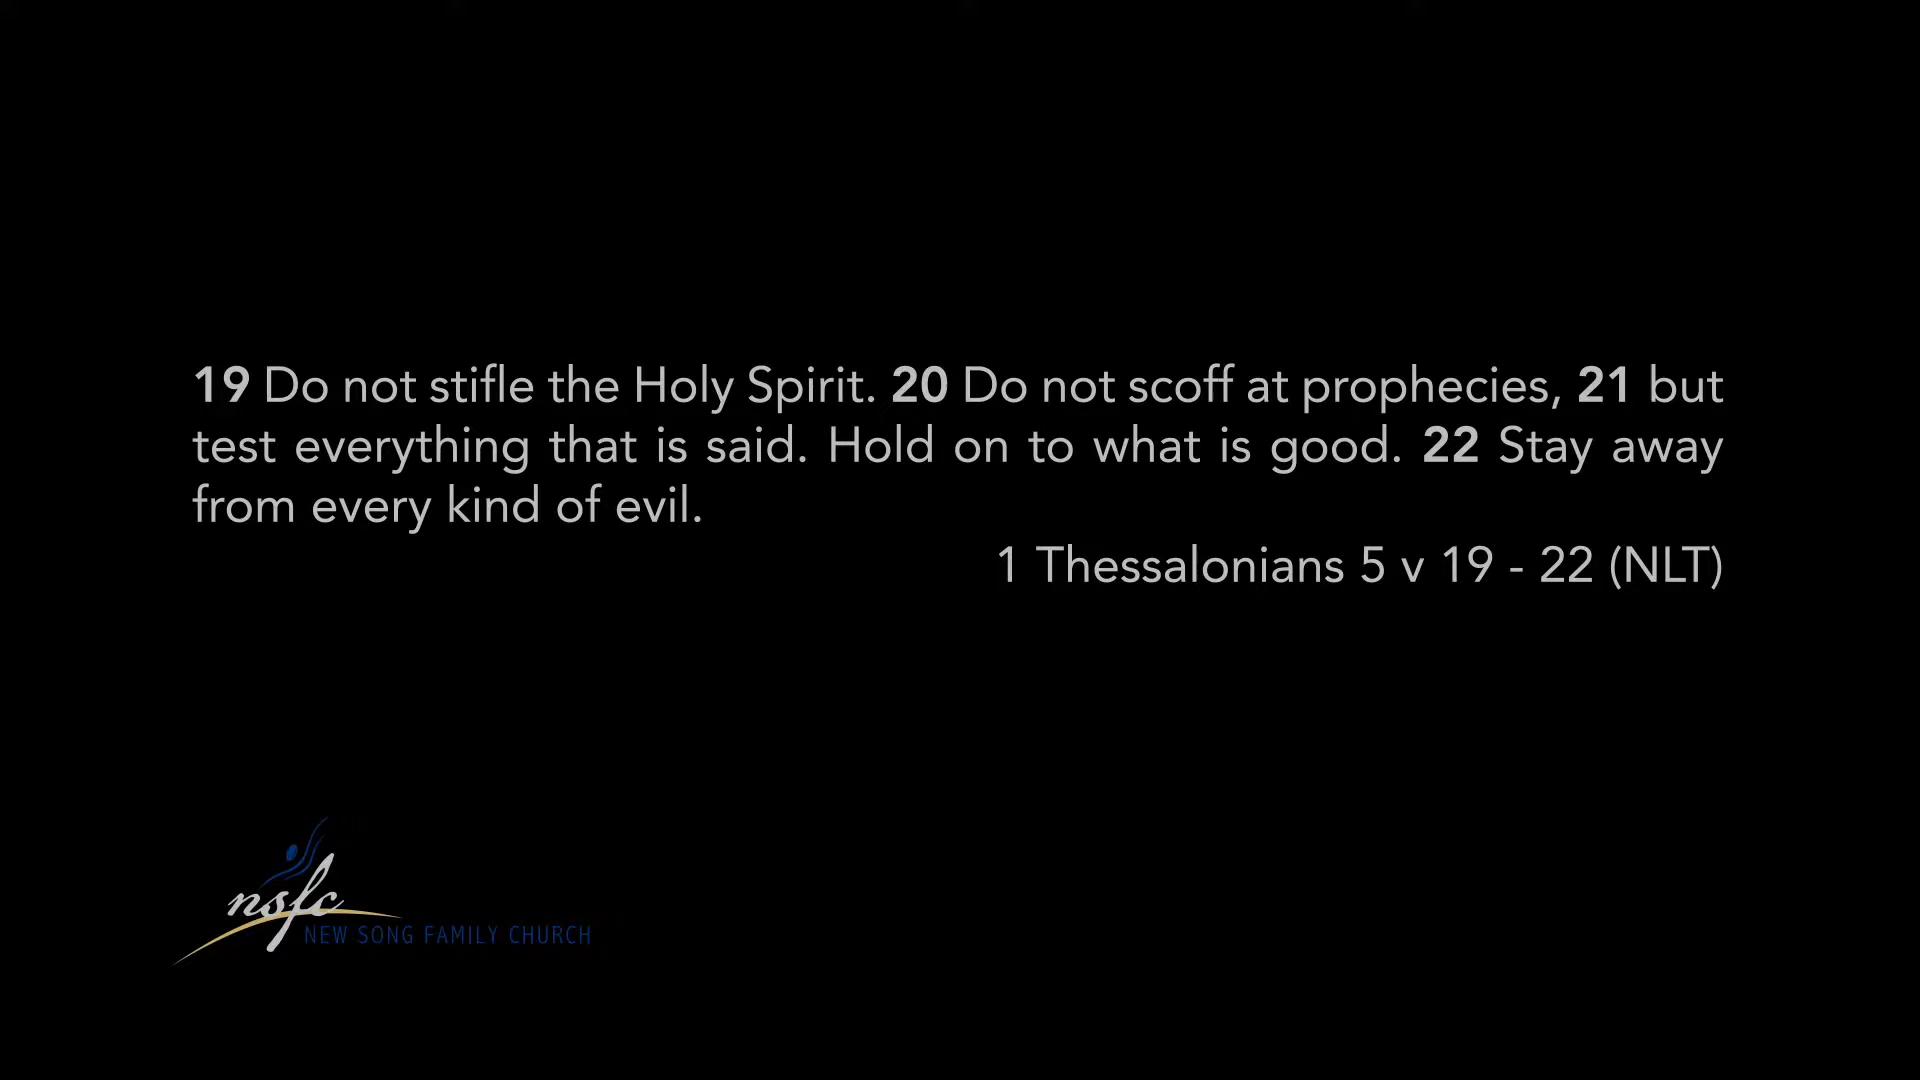 19 Do not stifle the Holy Spirit. 20 Do not scoff at prophecies, 21 but
test everything that is said. Hold on to what is good. 22 Stay away
from every kind of evil.
1 Thessalonians 5 v 19 - 22 (NLT)
nsfc
NEW SONG FAMILY CHURCH